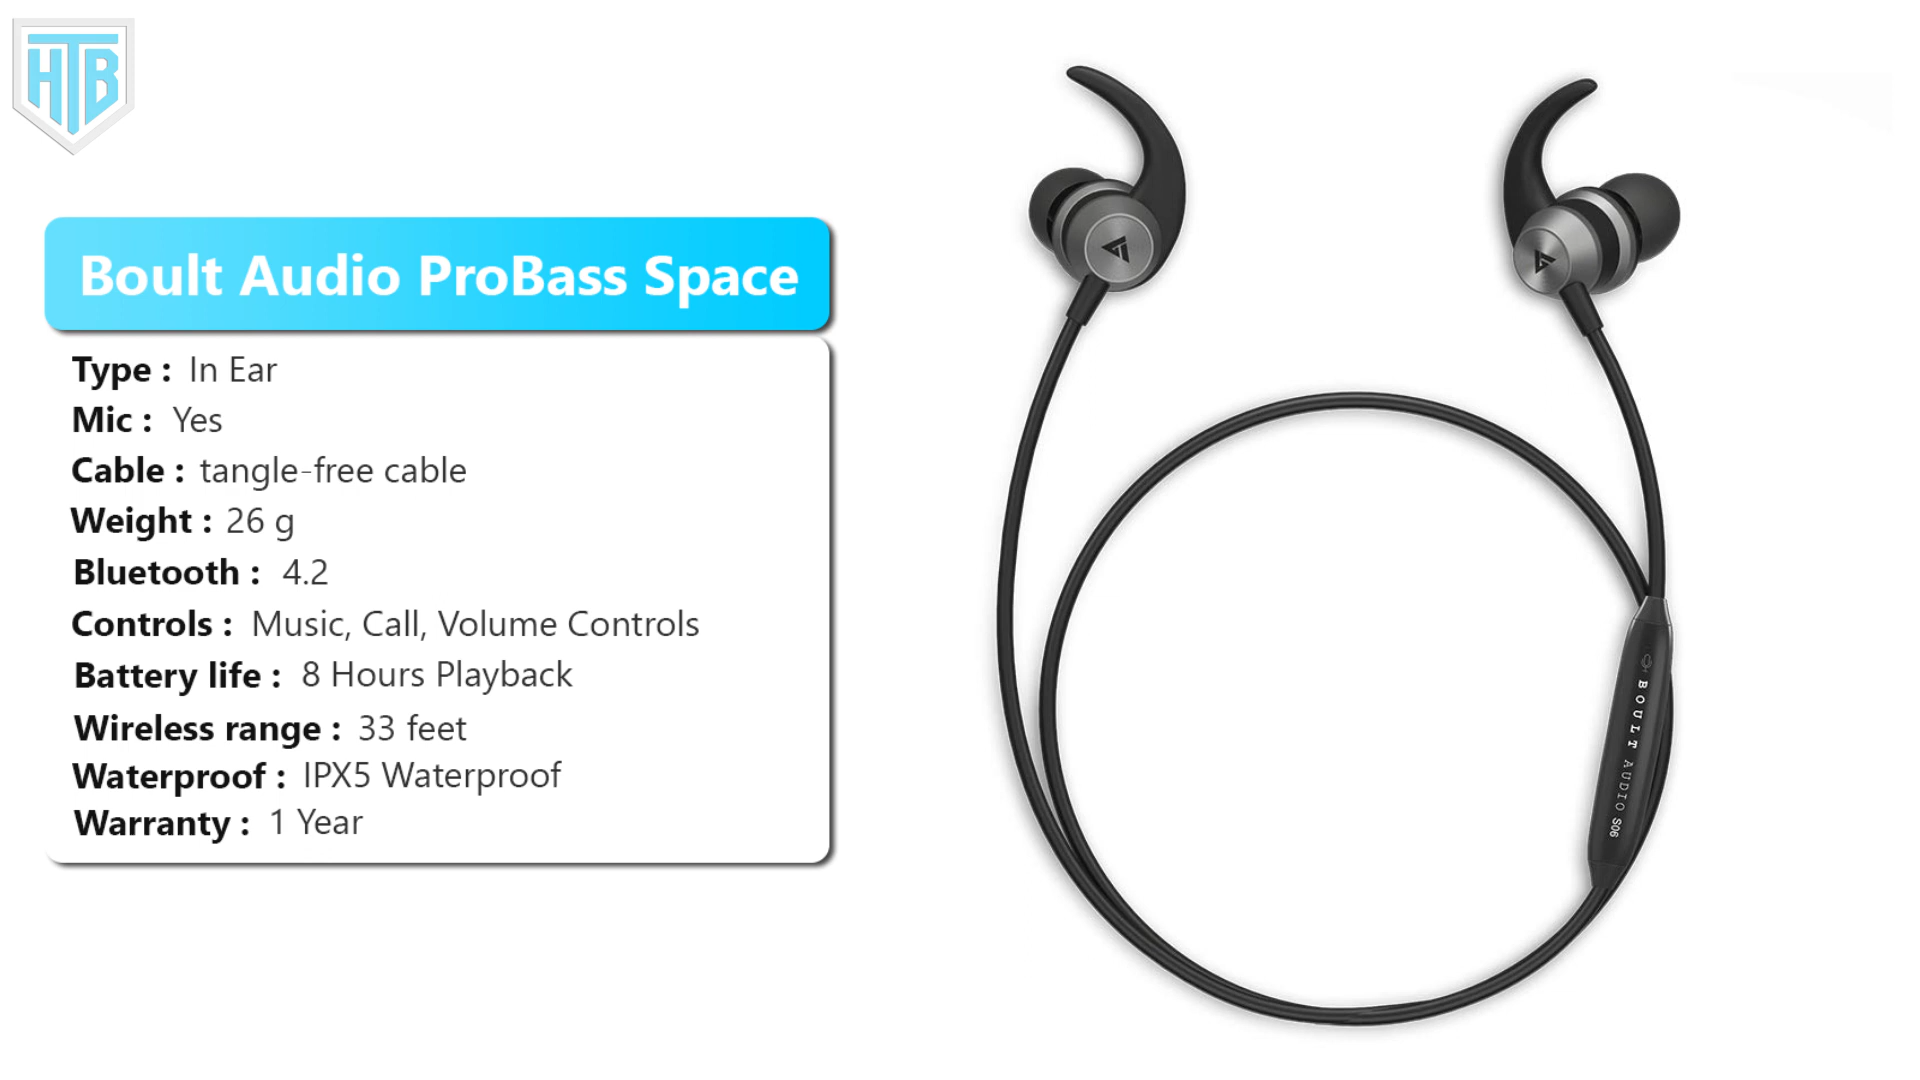 HTB
Boult Audio ProBass Space
Type : In Ear
Mic : Yes
Cable : tangle-free cable
Weight : 26 g
Bluetooth : 4.2
Controls : Music, Call, Volume Controls
Battery life : 8 Hours Playback
Wireless range : 33 feet
Waterproof : IPX5 Waterproof
Warranty : 1 Year
BOULT AUDIO S06